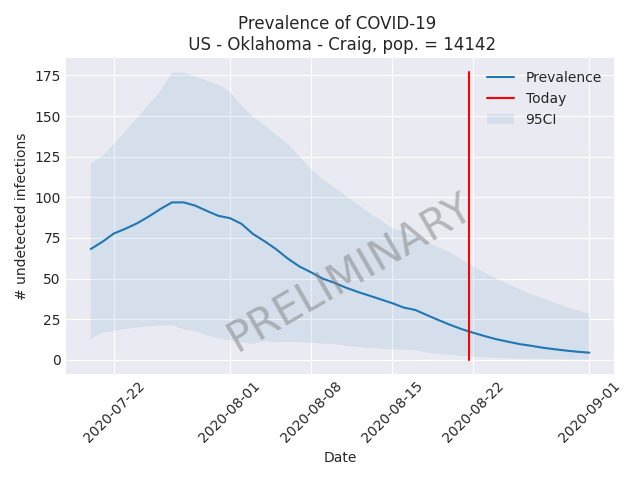 Prevalence of COVID-19
US - Oklahoma - Craig, pop. = 14142
175
150
125
100
75
50
25
0
# undetected infections
Prevalence
Today
95CI
PRELIMINARY
2020-07-22
2020-08-01
2020-08-08
2020-08-15
2020-08-22
2020-09-01
Date